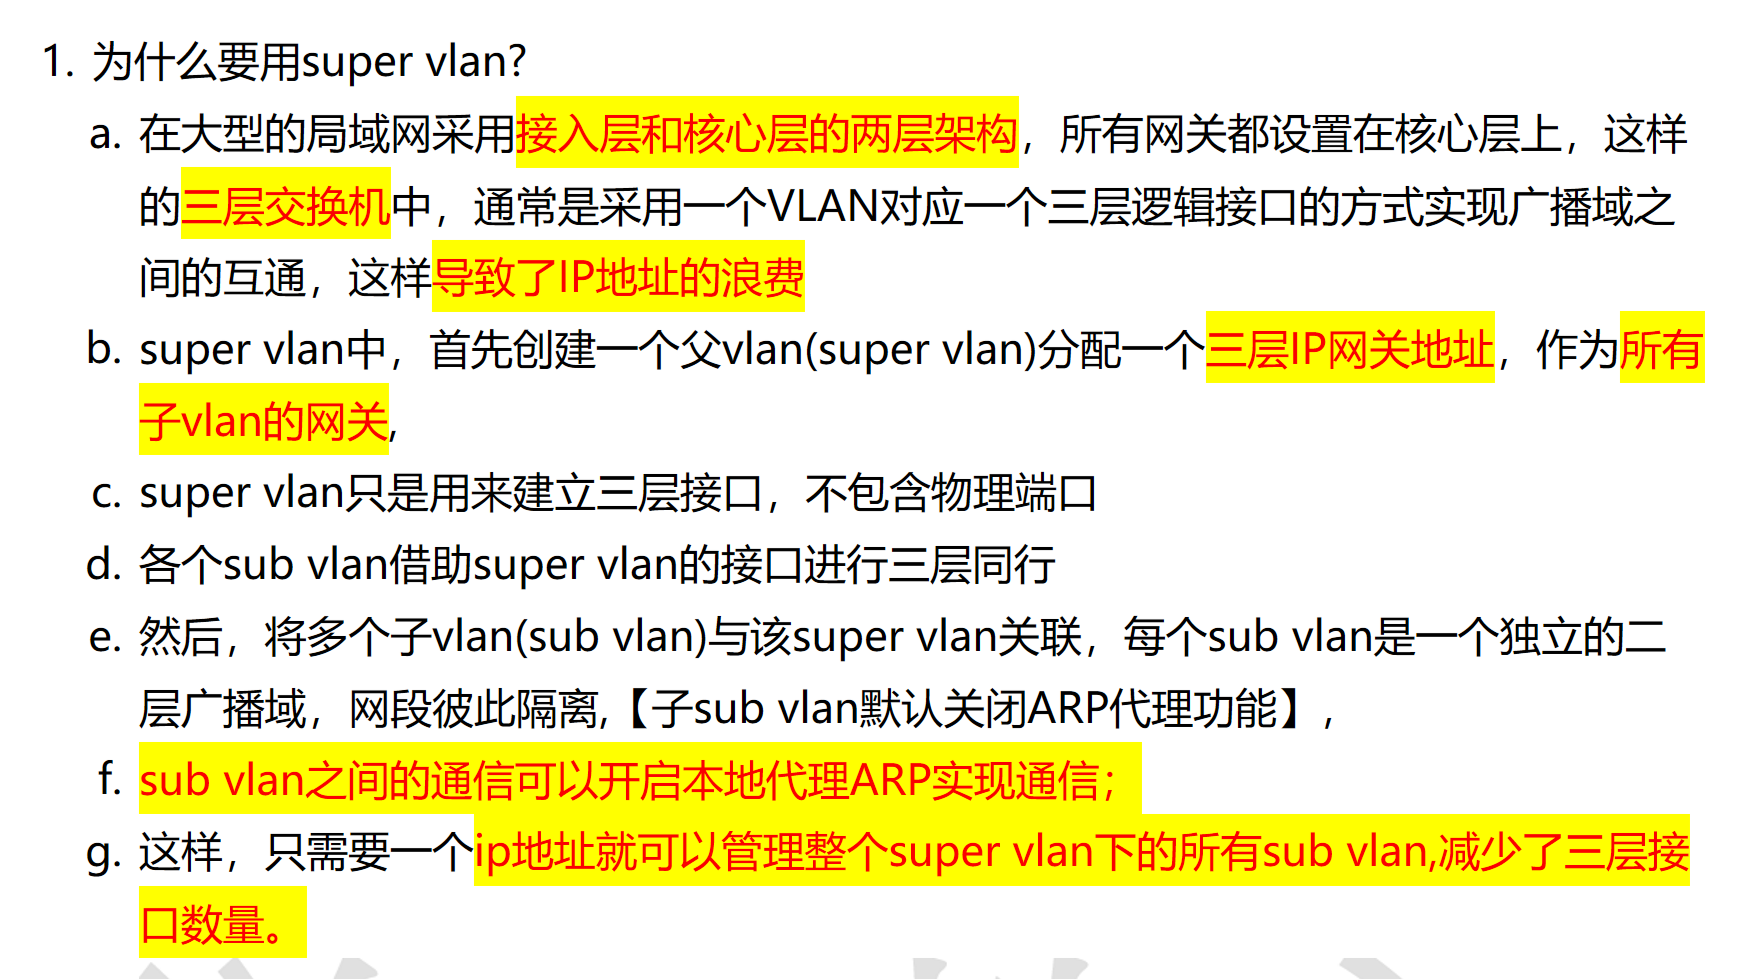 1. 为什么要用super vlan?
a. 在大型的局域网采用接入层和核心层的两层架构，所有网关都设置在核心层上，这样
的三层交换机中，通常是采用一个VLAN对应一个三层逻辑接口的方式实现广播域之
间的互通，这样导致了IP地址的浪费
b. super vlan中，首先创建一个父vlan(super vlan)分配一个三层IP网关地址，作为所有
子vlan的网关,
c. super vlan只是用来建立三层接口，不包含物理端口
d. 各个sub vlan借助super vlan的接口进行三层同行
e. 然后，将多个子vlan(sub vlan)与该super vlan关联，每个sub vlan是一个独立的二
层广播域，网段彼此隔离,【子sub vlan默认关闭ARP代理功能】,
f. sub vlan之间的通信可以开启本地代理ARP实现通信；
g. 这样，只需要一个ip地址就可以管理整个super vlan下的所有sub vlan,减少了三层接
口数量。